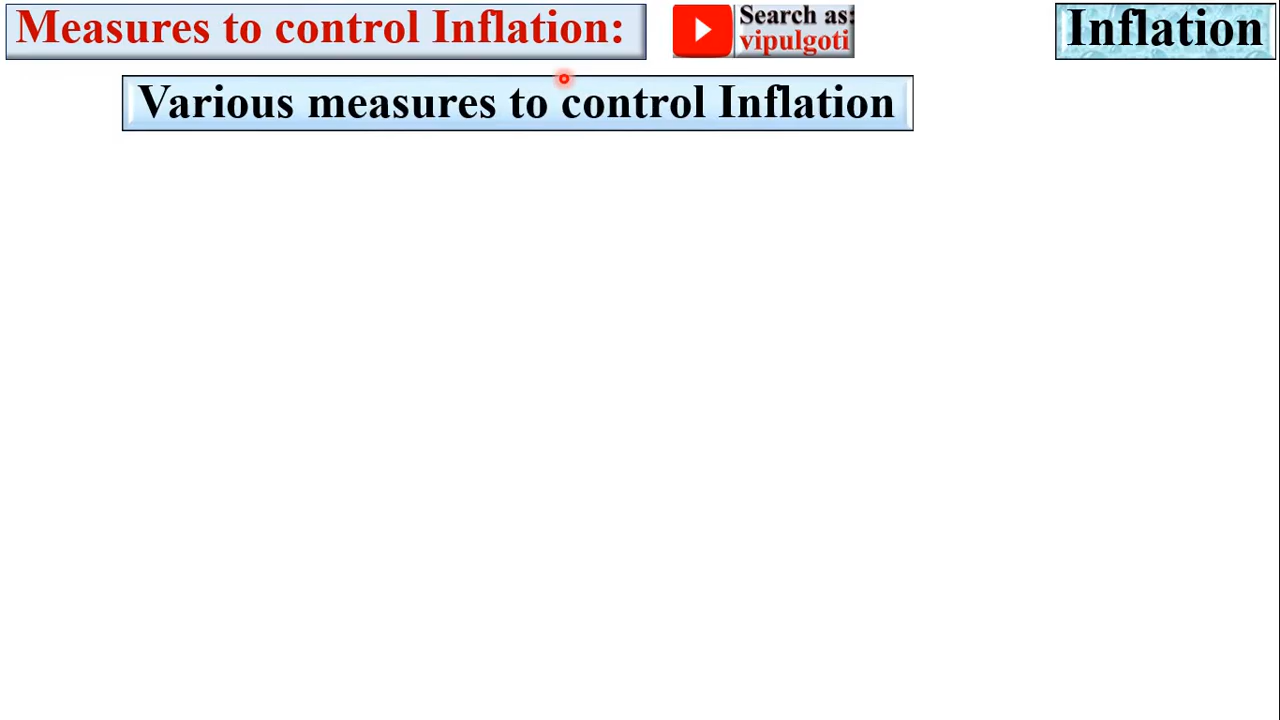 Measures to control Inflation:
Search as:
vipulgoti
Inflation
Various measures to control Inflation